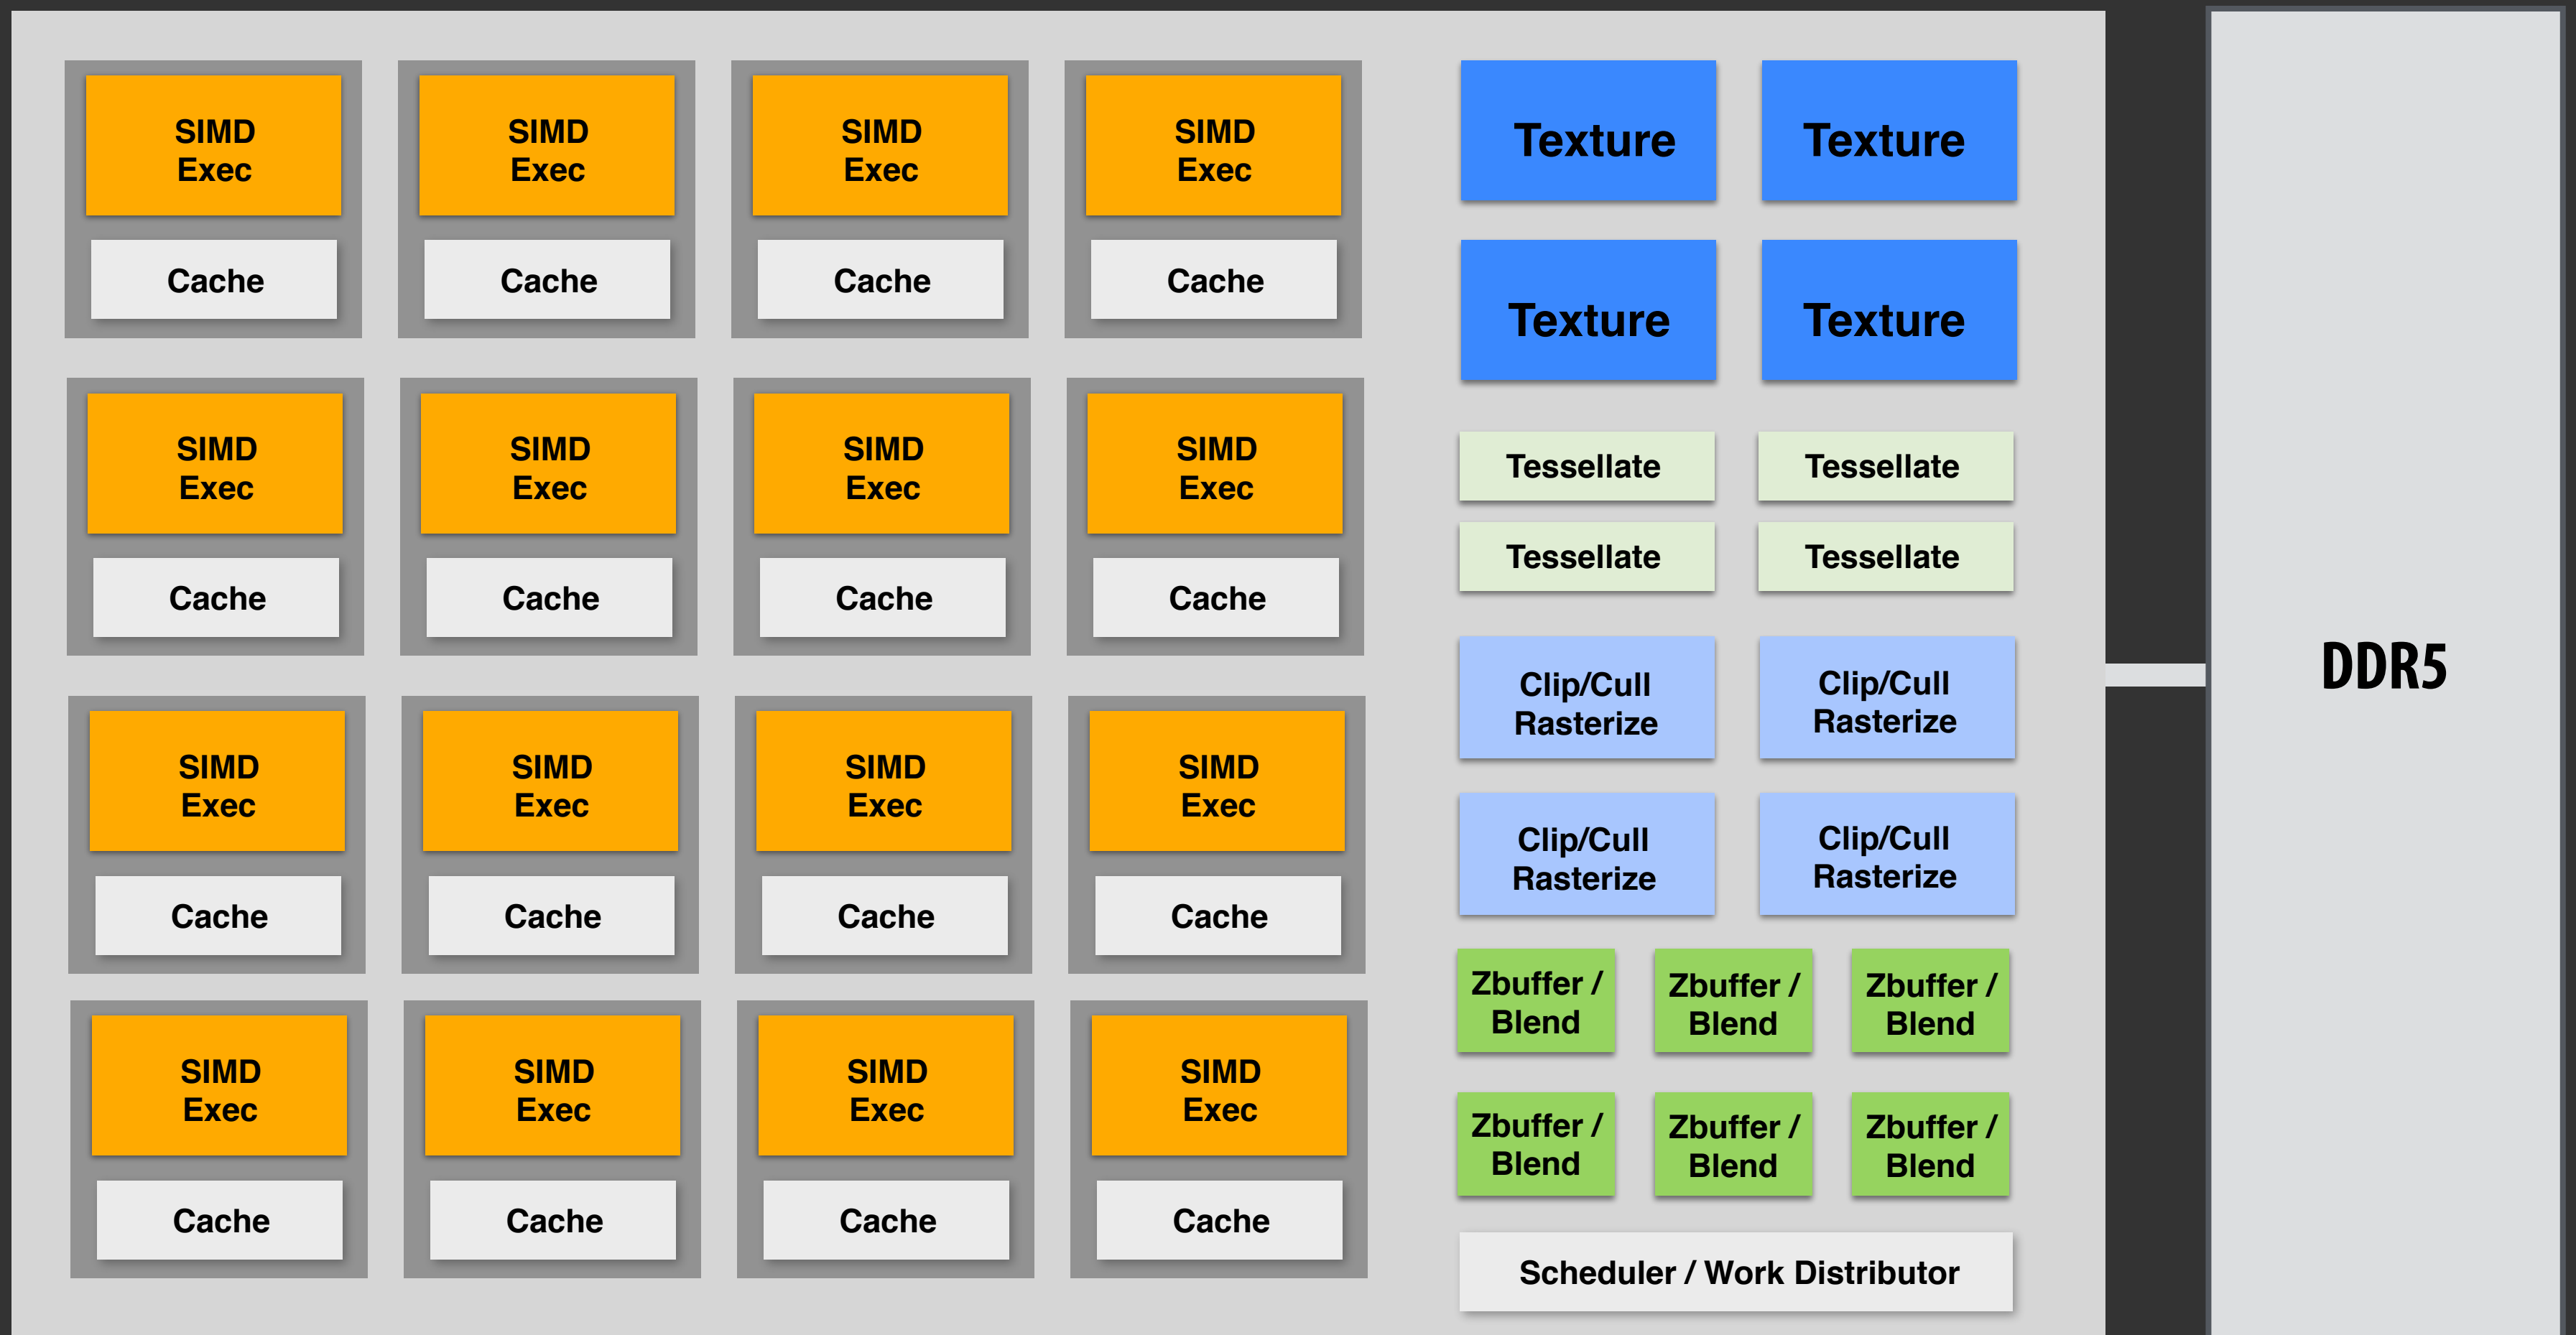 SIMD
Exec
Cache
SIMD
Exec
Cache
SIMD
Exec
Cache
SIMD
Exec
Cache
SIMD
Exec
Cache
SIMD
Exec
Cache
SIMD
Exec
Cache
SIMD
Exec
Cache
SIMD
Exec
Cache
SIMD
Exec
Cache
SIMD
Exec
Cache
SIMD
Exec
Cache
SIMD
Exec
Cache
SIMD
Exec
Cache
SIMD
Exec
Cache
SIMD
Exec
Cache
Texture
Texture
Texture
Texture
Tessellate
Tessellate
Tessellate
Tessellate
Clip/Cull
Rasterize
Clip/Cull
Rasterize
Clip/Cull
Rasterize
Clip/Cull
Rasterize
Zbuffer /
Blend
Zbuffer /
Blend
Zbuffer /
Blend
Zbuffer /
Blend
Zbuffer /
Blend
Zbuffer /
Blend
Scheduler / Work Distributor
DDR5